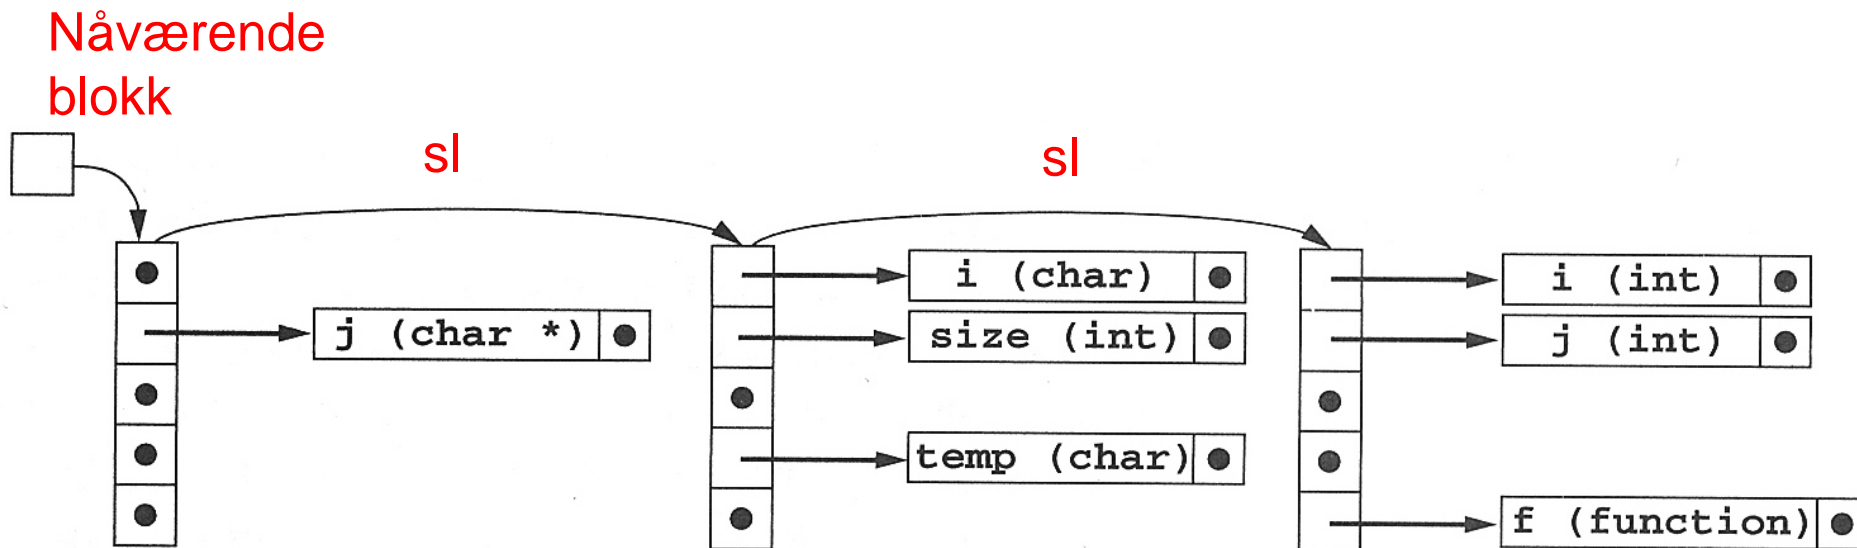 Nåværende
blokk
sl
sl
i (char)
i (int)
j (char *)
size (int)
j (int)
temp (char)
f (function)